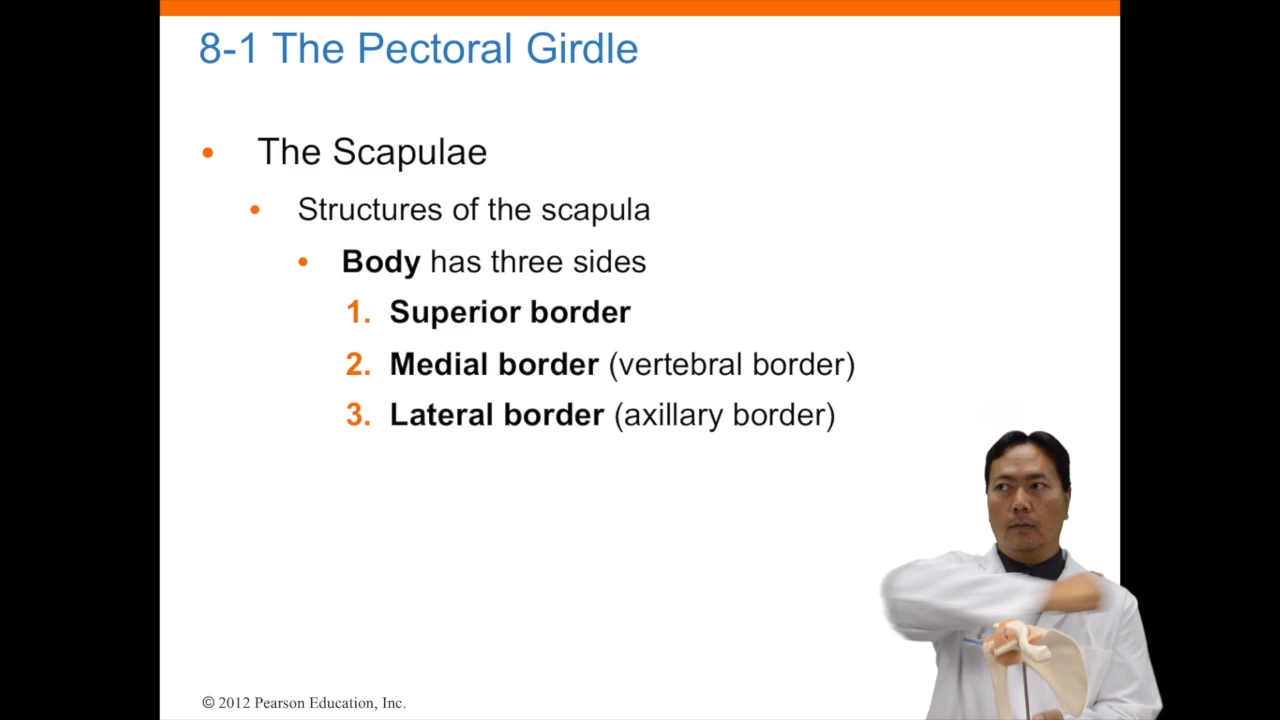 8-1 The Pectoral Girdle
• The Scapulae
• Structures of the scapula
• Body has three sides
1. Superior border
2. Medial border (vertebral border)
3. Lateral border (axillary border)
© 2012 Pearson Education, Inc.